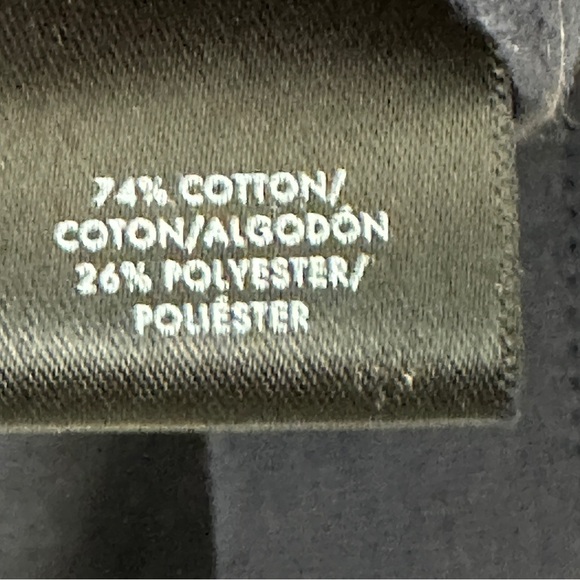 74% COTTON/
COTON/ALGODÓN
26% POLYESTER/
POLIÉSTER